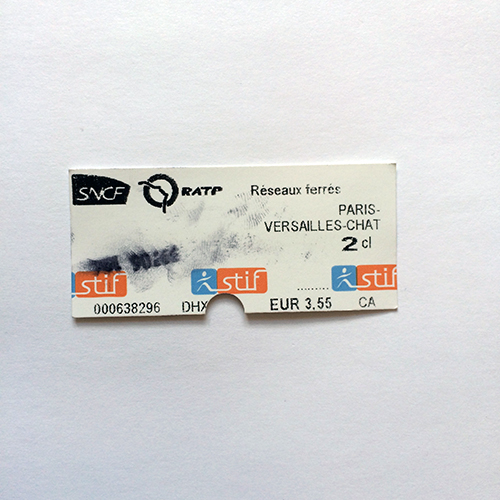 SNCF RATP Réseaux ferrés
PARIS-
VERSAILLES-CHAT
2 cl
stif stif stif
000638296 DHX EUR 3,55 CA